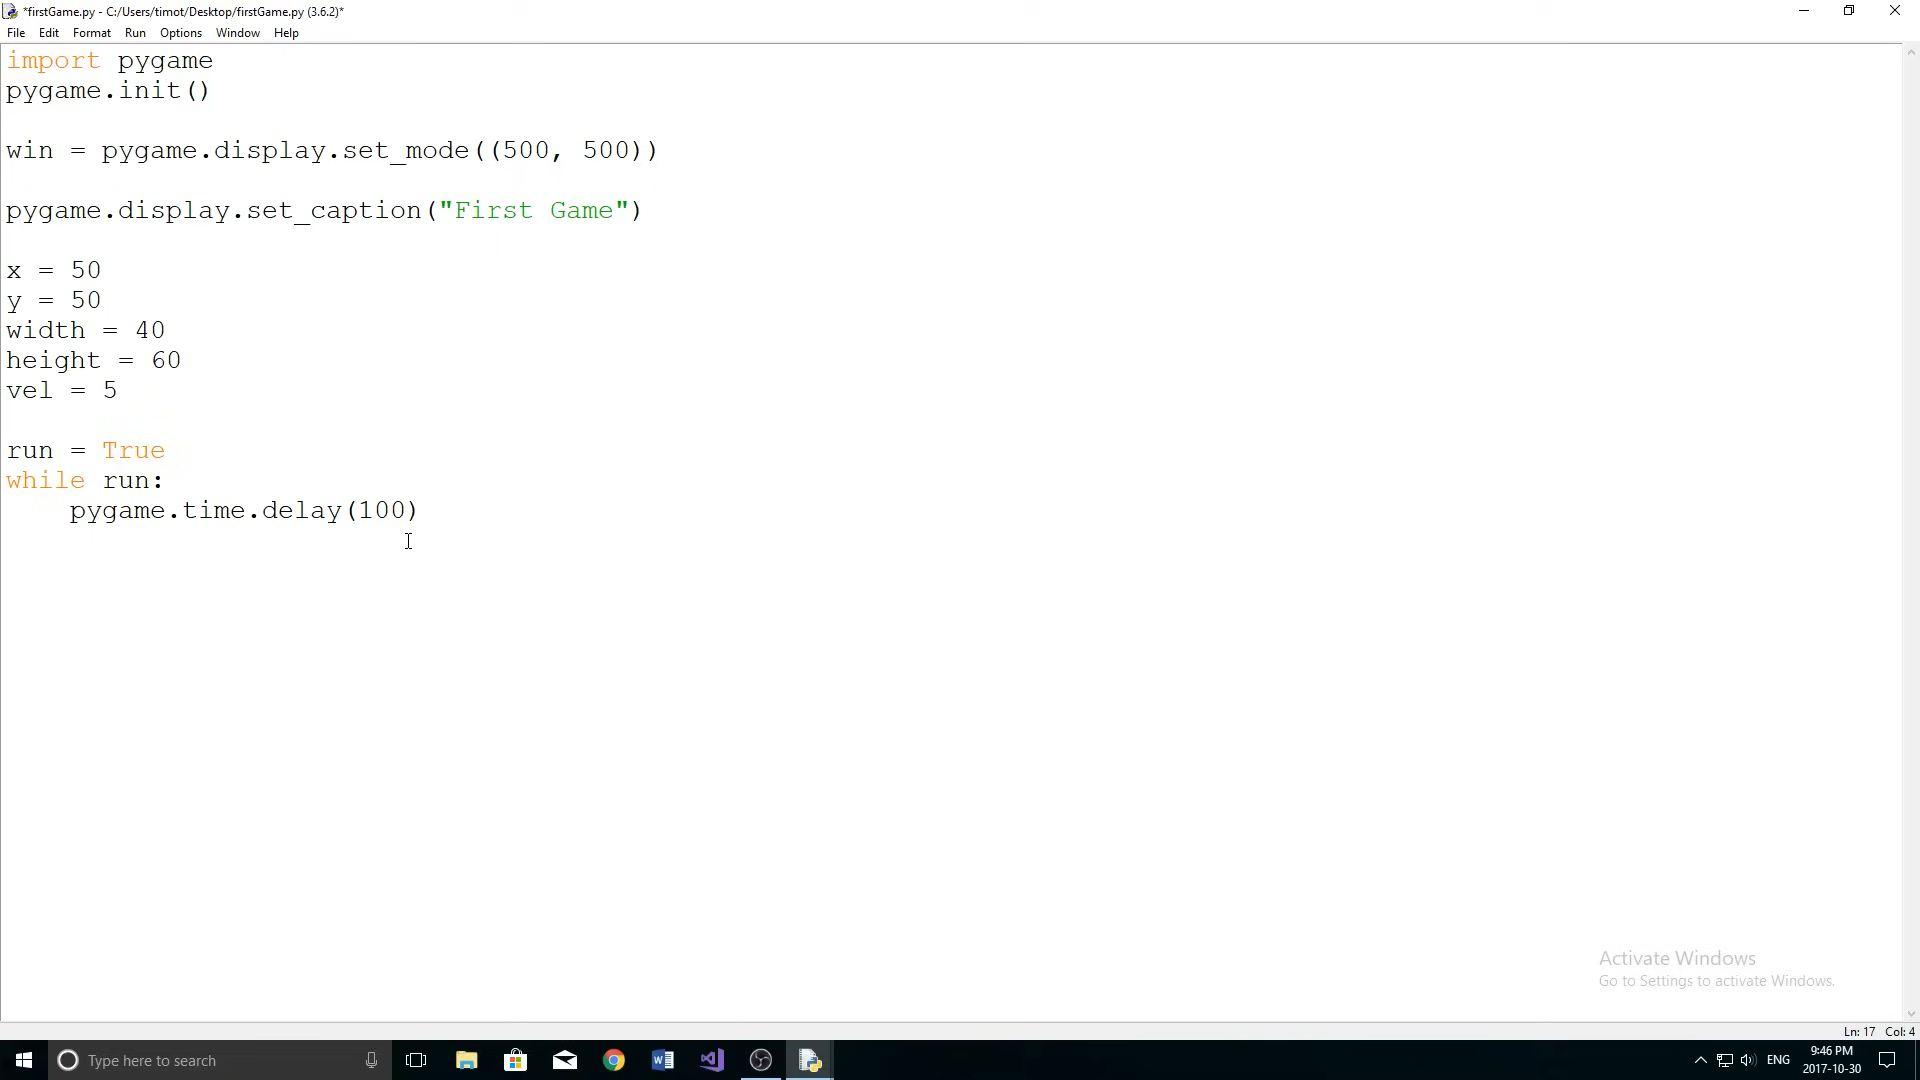 *firstGame.py - C:/Users/timot/Desktop/firstGame.py (3.6.2)*
File Edit Format Run Options Window Help
import pygame
pygame.init()
win = pygame.display.set_mode((500, 500))
pygame.display.set_caption("First Game")
x = 50
y = 50
width = 40
height = 60
vel = 5
run = True
while run:
    pygame.time.delay(100)
Activate Windows
Go to Settings to activate Windows.
Ln: 17 Col: 4
Type here to search
ENG
9:46 PM
2017-10-30